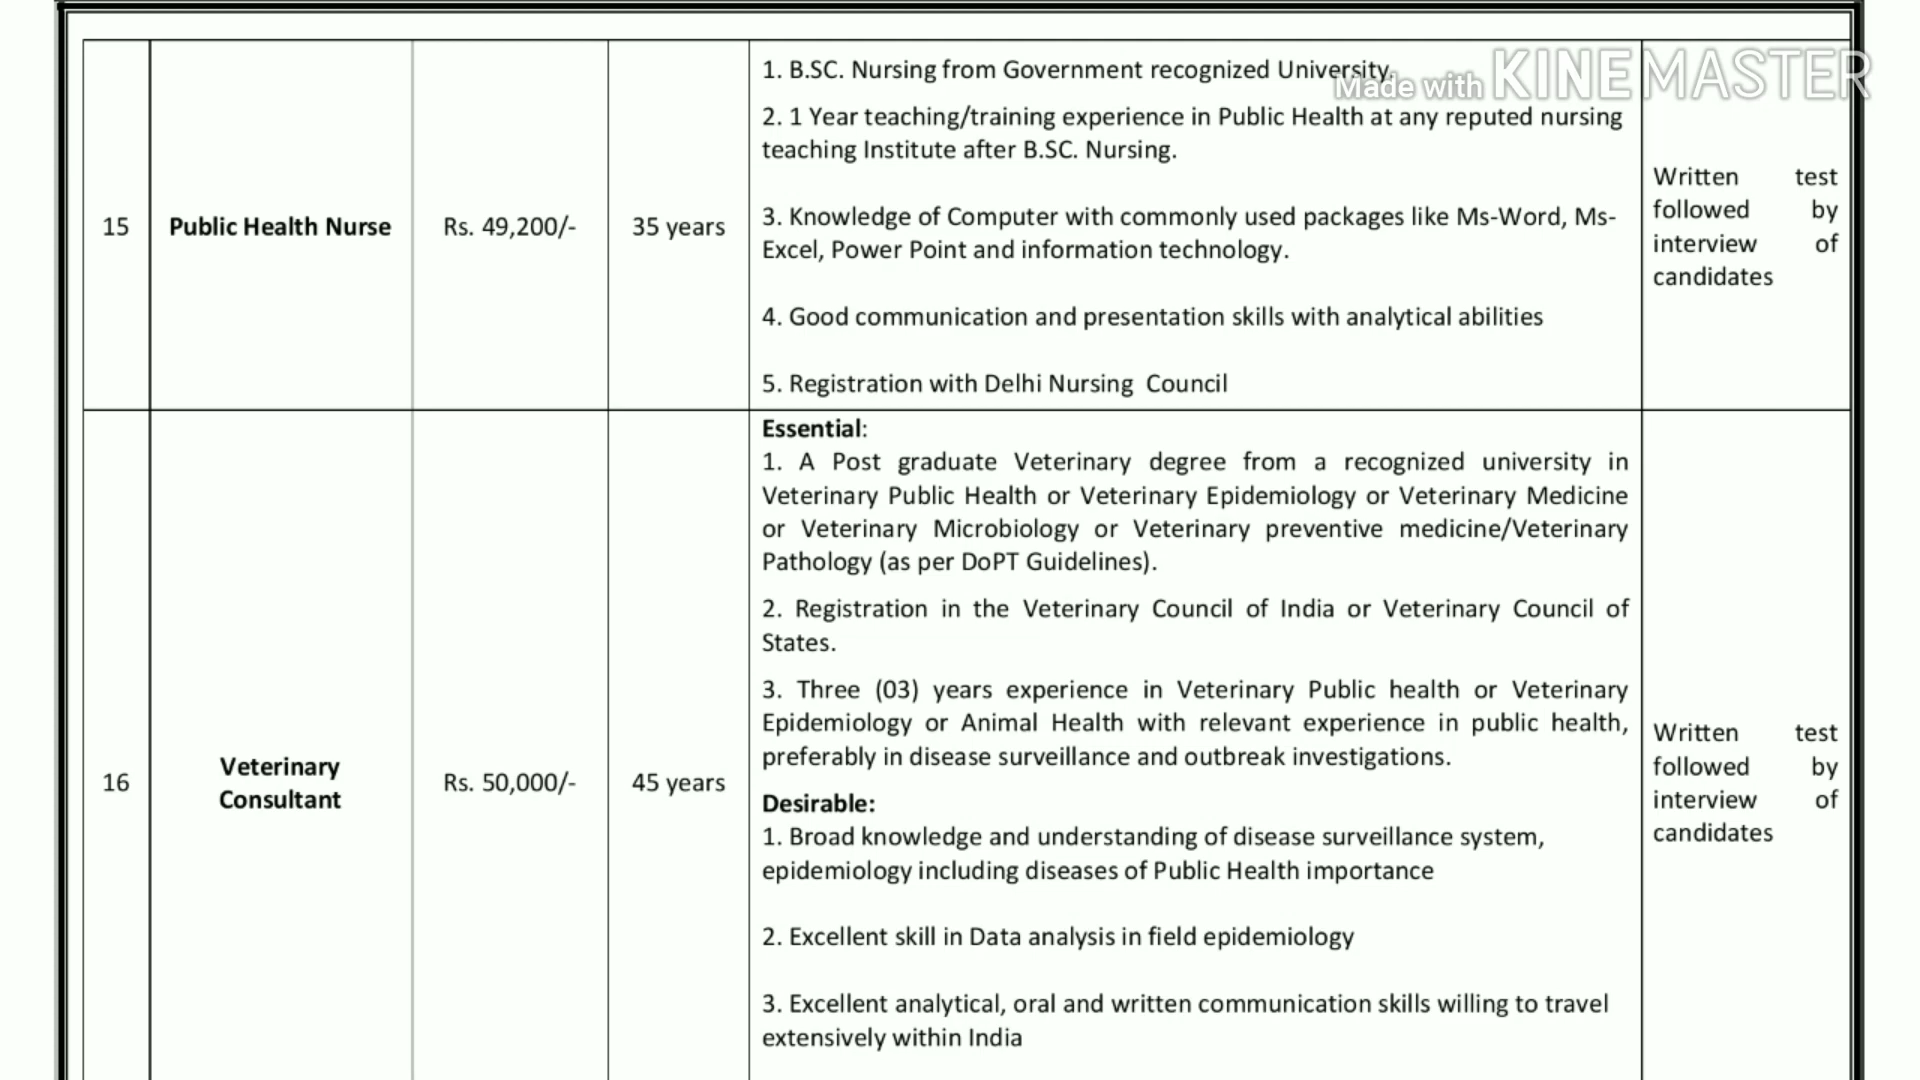 1. B.SC. Nursing from Government recognized University.
Made with KINEMASTER
2. 1 Year teaching/training experience in Public Health at any reputed nursing
teaching Institute after B.SC. Nursing.
15
Public Health Nurse
Rs. 49,200/-
35 years
3. Knowledge of Computer with commonly used packages like Ms-Word, Ms-
Excel, Power Point and information technology.
4. Good communication and presentation skills with analytical abilities
5. Registration with Delhi Nursing Council
Written test
followed by
interview of
candidates
16
Veterinary
Consultant
Rs. 50,000/-
45 years
Essential:
1. A Post graduate Veterinary degree from a recognized university in
Veterinary Public Health or Veterinary Epidemiology or Veterinary Medicine
or Veterinary Microbiology or Veterinary preventive medicine/Veterinary
Pathology (as per DoPT Guidelines).
2. Registration in the Veterinary Council of India or Veterinary Council of
States.
3. Three (03) years experience in Veterinary Public health or Veterinary
Epidemiology or Animal Health with relevant experience in public health,
preferably in disease surveillance and outbreak investigations.
Desirable:
1. Broad knowledge and understanding of disease surveillance system,
epidemiology including diseases of Public Health importance
2. Excellent skill in Data analysis in field epidemiology
3. Excellent analytical, oral and written communication skills willing to travel
extensively within India
Written test
followed by
interview of
candidates